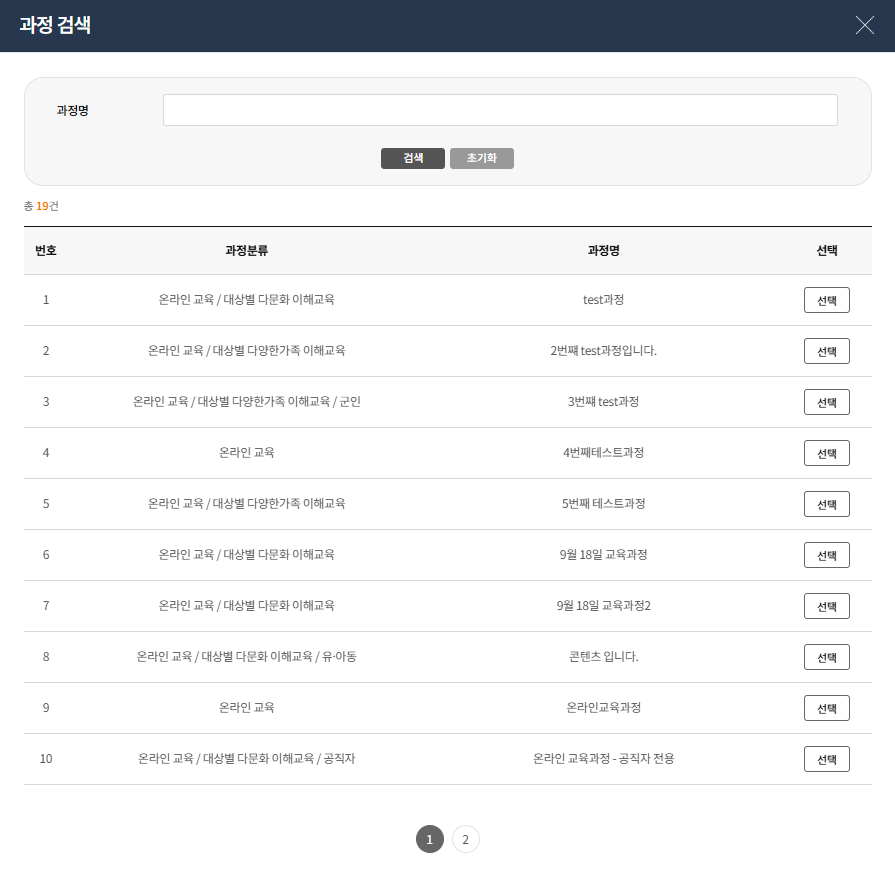 과정 검색
과정명
검색 초기화
총 19건
번호 과정분류 과정명 선택
1 온라인 교육 / 대상별 다문화 이해교육 test과정 선택
2 온라인 교육 / 대상별 다양한가족 이해교육 2번째 test과정입니다. 선택
3 온라인 교육 / 대상별 다양한가족 이해교육 / 군인 3번째 test과정 선택
4 온라인 교육 4번째테스트과정 선택
5 온라인 교육 / 대상별 다양한가족 이해교육 5번째 테스트과정 선택
6 온라인 교육 / 대상별 다문화 이해교육 9월 18일 교육과정 선택
7 온라인 교육 / 대상별 다문화 이해교육 9월 18일 교육과정2 선택
8 온라인 교육 / 대상별 다문화 이해교육 / 유·아동 콘텐츠 입니다. 선택
9 온라인 교육 온라인교육과정 선택
10 온라인 교육 / 대상별 다문화 이해교육 / 공직자 온라인 교육과정 - 공직자 전용 선택
1 2